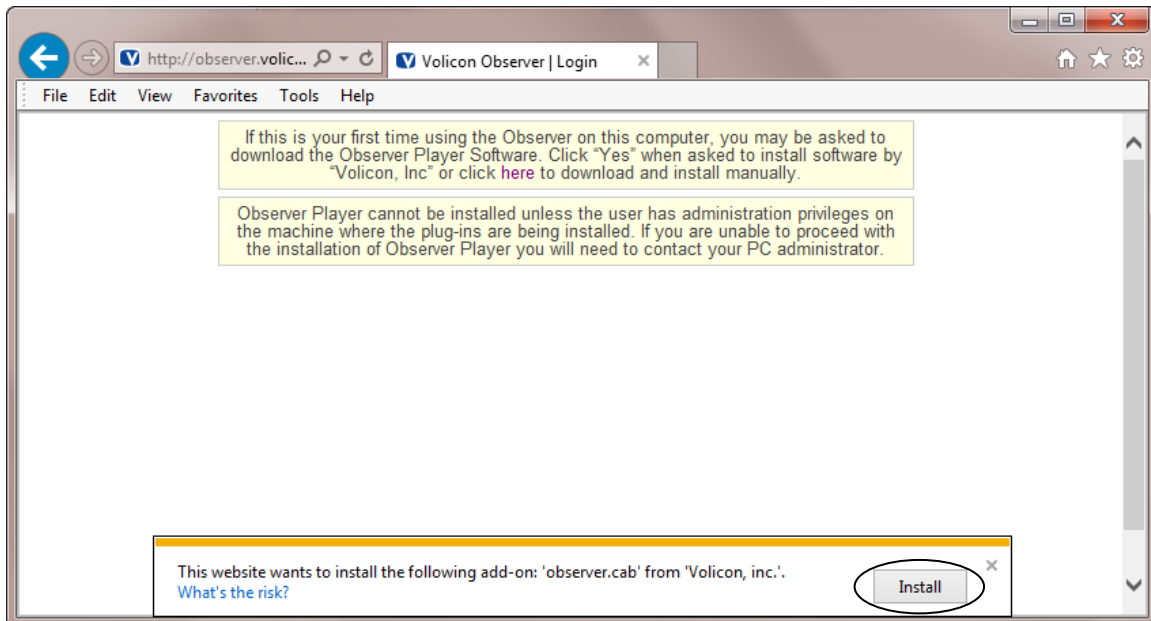 http://observer.volic...
Volicon Observer | Login
File Edit View Favorites Tools Help
If this is your first time using the Observer on this computer, you may be asked to
download the Observer Player Software. Click “Yes” when asked to install software by
“Volicon, Inc” or click here to download and install manually.
Observer Player cannot be installed unless the user has administration privileges on
the machine where the plug-ins are being installed. If you are unable to proceed with
the installation of Observer Player you will need to contact your PC administrator.
This website wants to install the following add-on: 'observer.cab' from 'Volicon, inc.'.
What's the risk?
Install